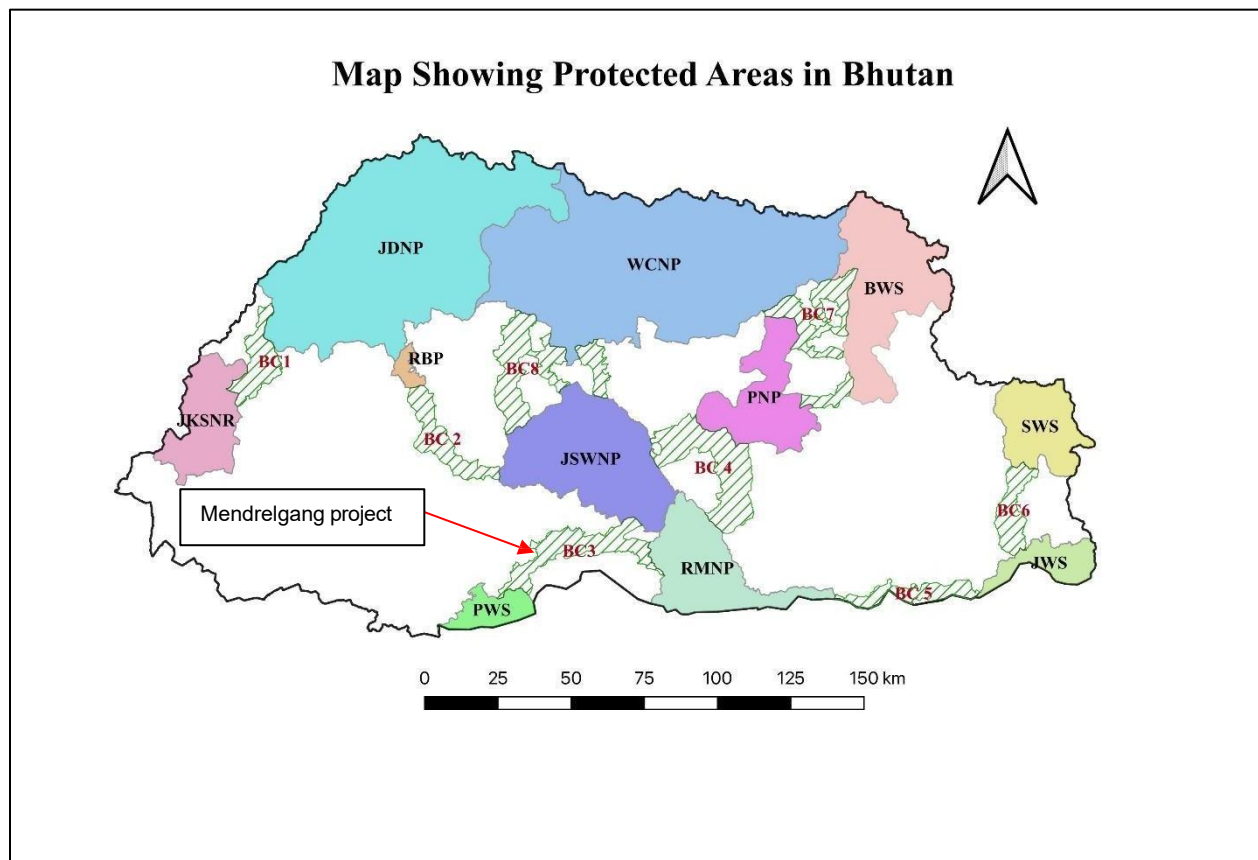 Map Showing Protected Areas in Bhutan
JDNP
WCNP
BWS
BC7
BC1
RBP
BC8
JKSNR
PNP
SWS
BC 2
JSWNP
BC 4
Mendrelgang project
BC6
BC3
JWS
RMNP
BC 5
PWS
0 25 50 75 100 125 150 km